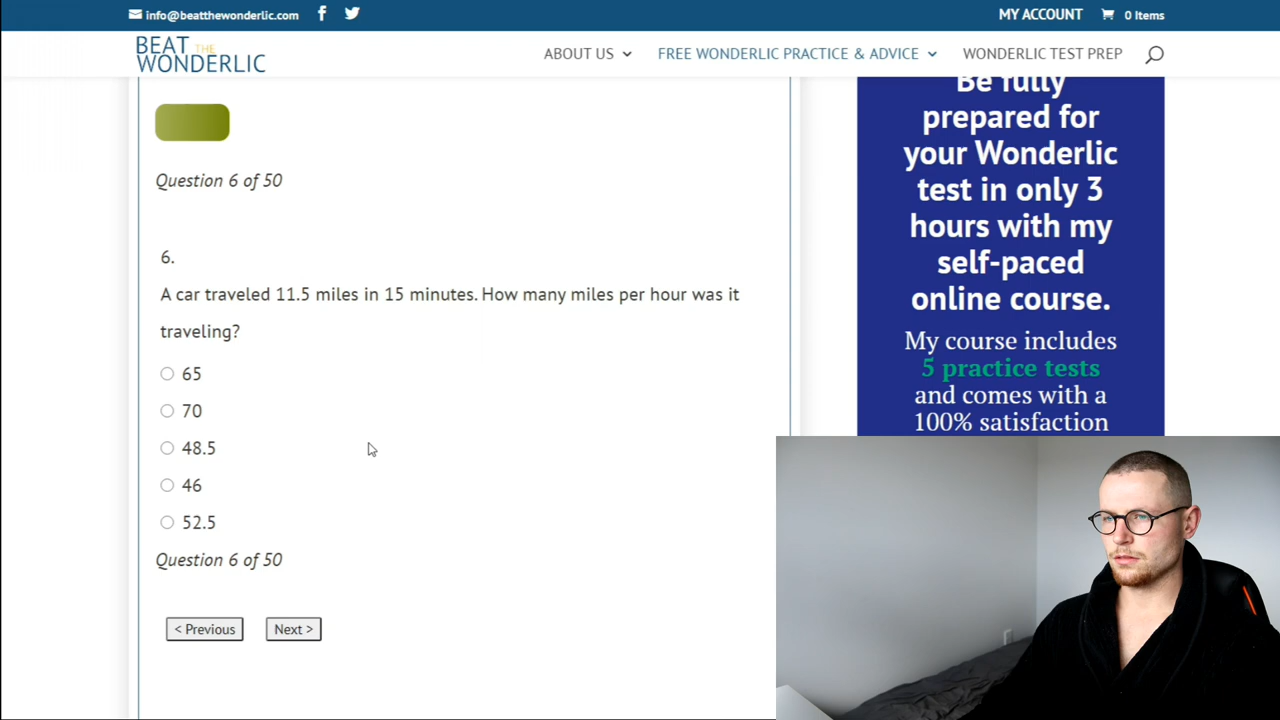 info@beatthewonderlic.com
MY ACCOUNT
0 Items
BEAT THE
WONDERLIC
ABOUT US
FREE WONDERLIC PRACTICE & ADVICE
WONDERLIC TEST PREP
Question 6 of 50
6.
A car traveled 11.5 miles in 15 minutes. How many miles per hour was it
traveling?
65
70
48.5
46
52.5
Question 6 of 50
< Previous
Next >
Be fully
prepared for
your Wonderlic
test in only 3
hours with my
self-paced
online course.
My course includes
5 practice tests
and comes with a
100% satisfaction